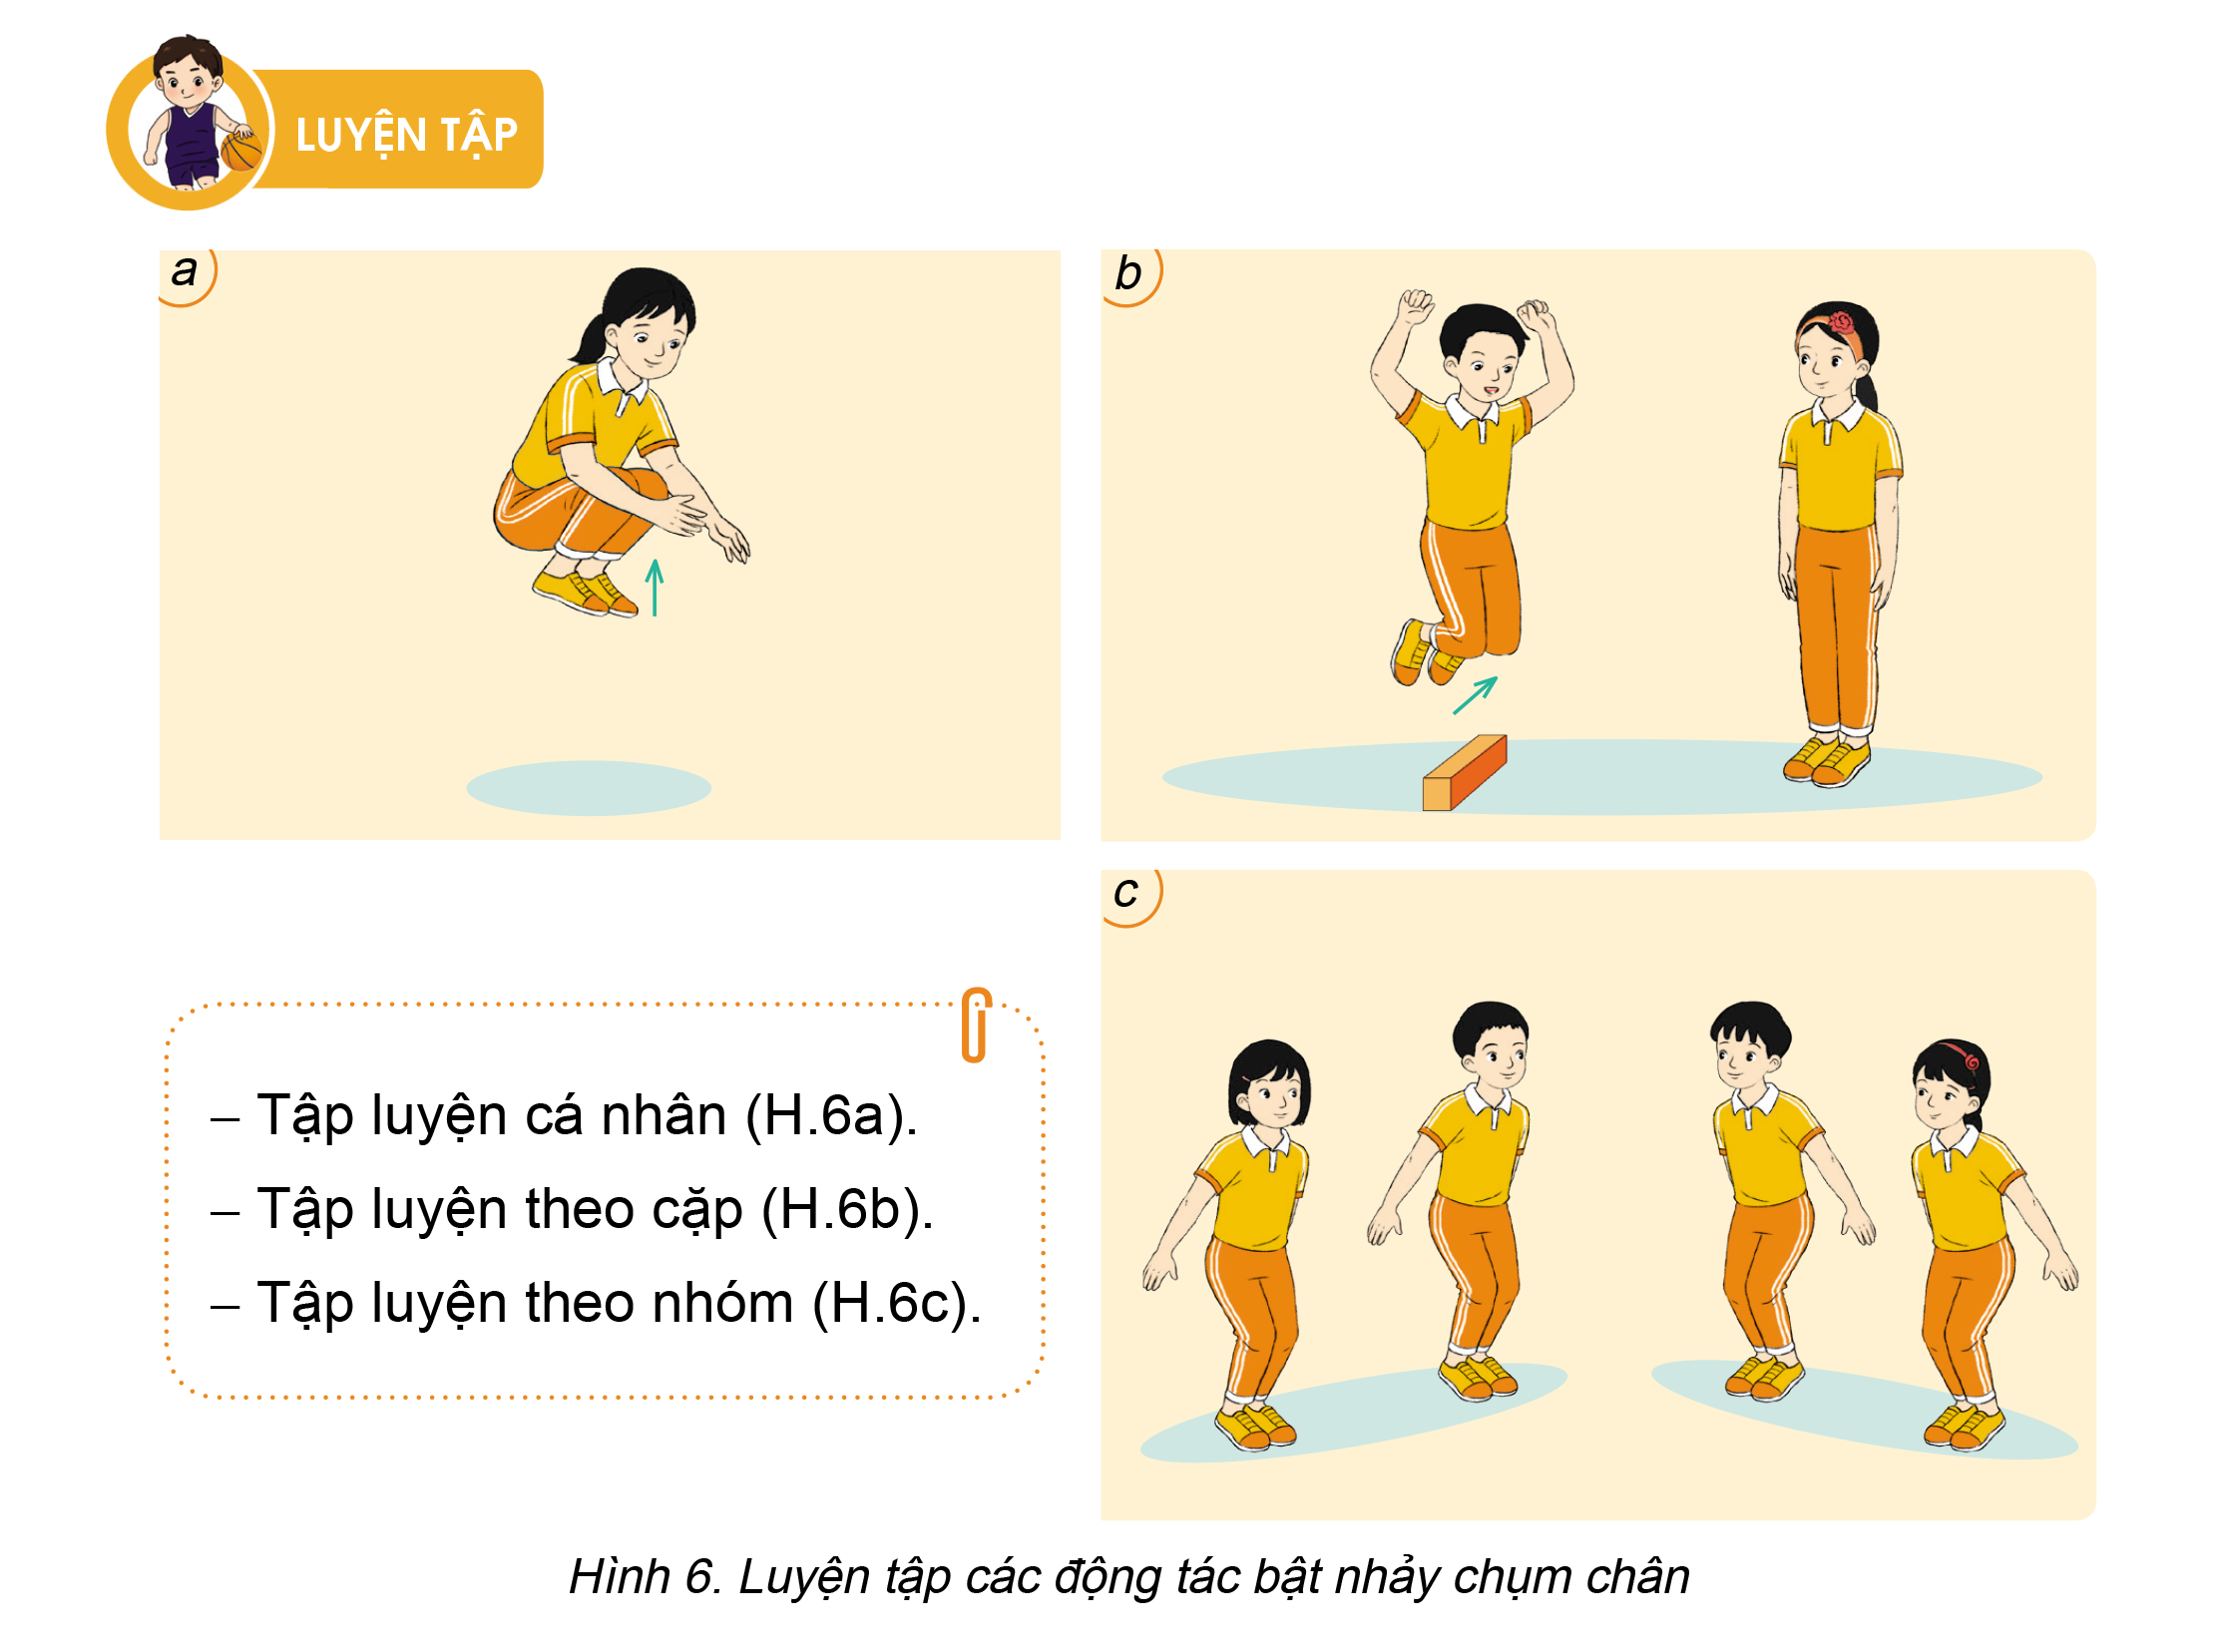 LUYỆN TẬP
a
b
c
– Tập luyện cá nhân (H.6a).
– Tập luyện theo cặp (H.6b).
– Tập luyện theo nhóm (H.6c).
Hình 6. Luyện tập các động tác bật nhảy chụm chân